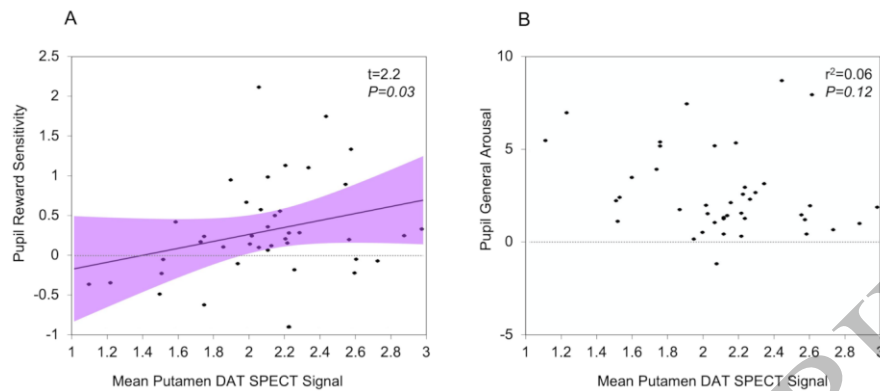 A
t=2.2
P=0.03
Pupil Reward Sensitivity
2.5
2
1.5
1
0.5
0
-0.5
-1
1 1.2 1.4 1.6 1.8 2 2.2 2.4 2.6 2.8 3
Mean Putamen DAT SPECT Signal
B
r²=0.06
P=0.12
Pupil General Arousal
10
5
0
-5
1 1.2 1.4 1.6 1.8 2 2.2 2.4 2.6 2.8 3
Mean Putamen DAT SPECT Signal